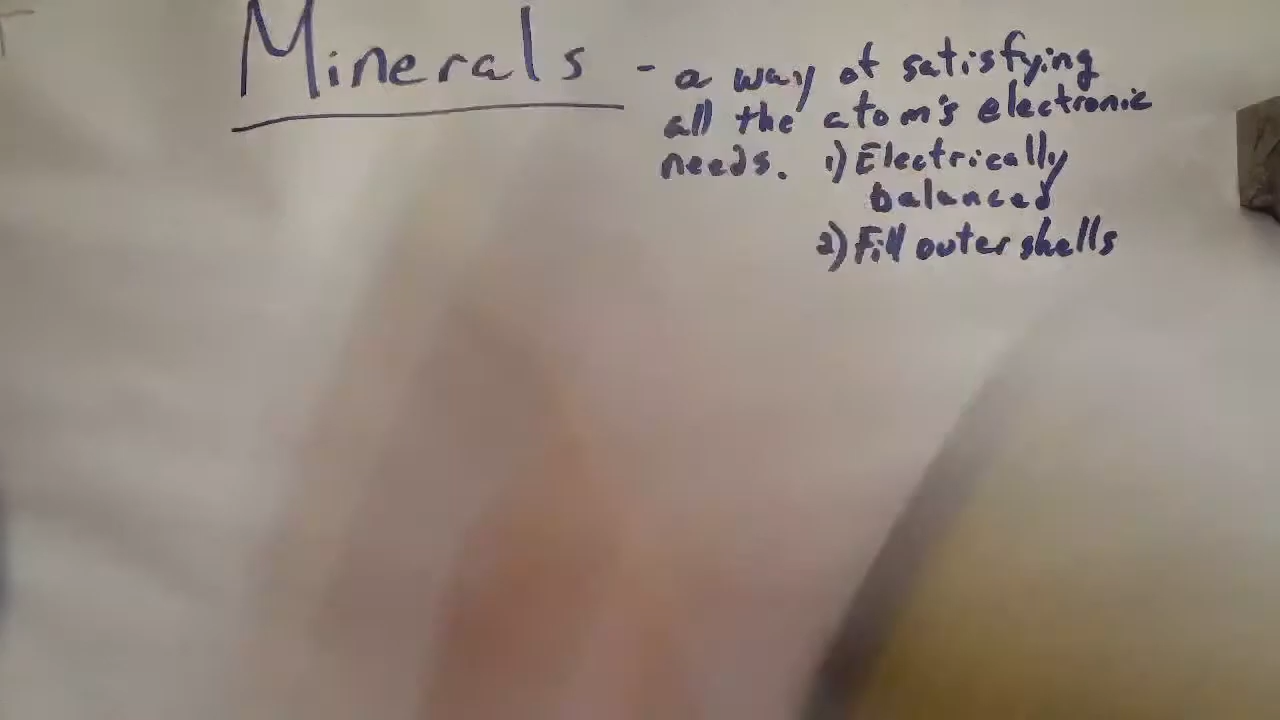 Minerals - a way of satisfying
all the atom's electronic
needs. 1) Electrically
balanced
2) Fill outer shells